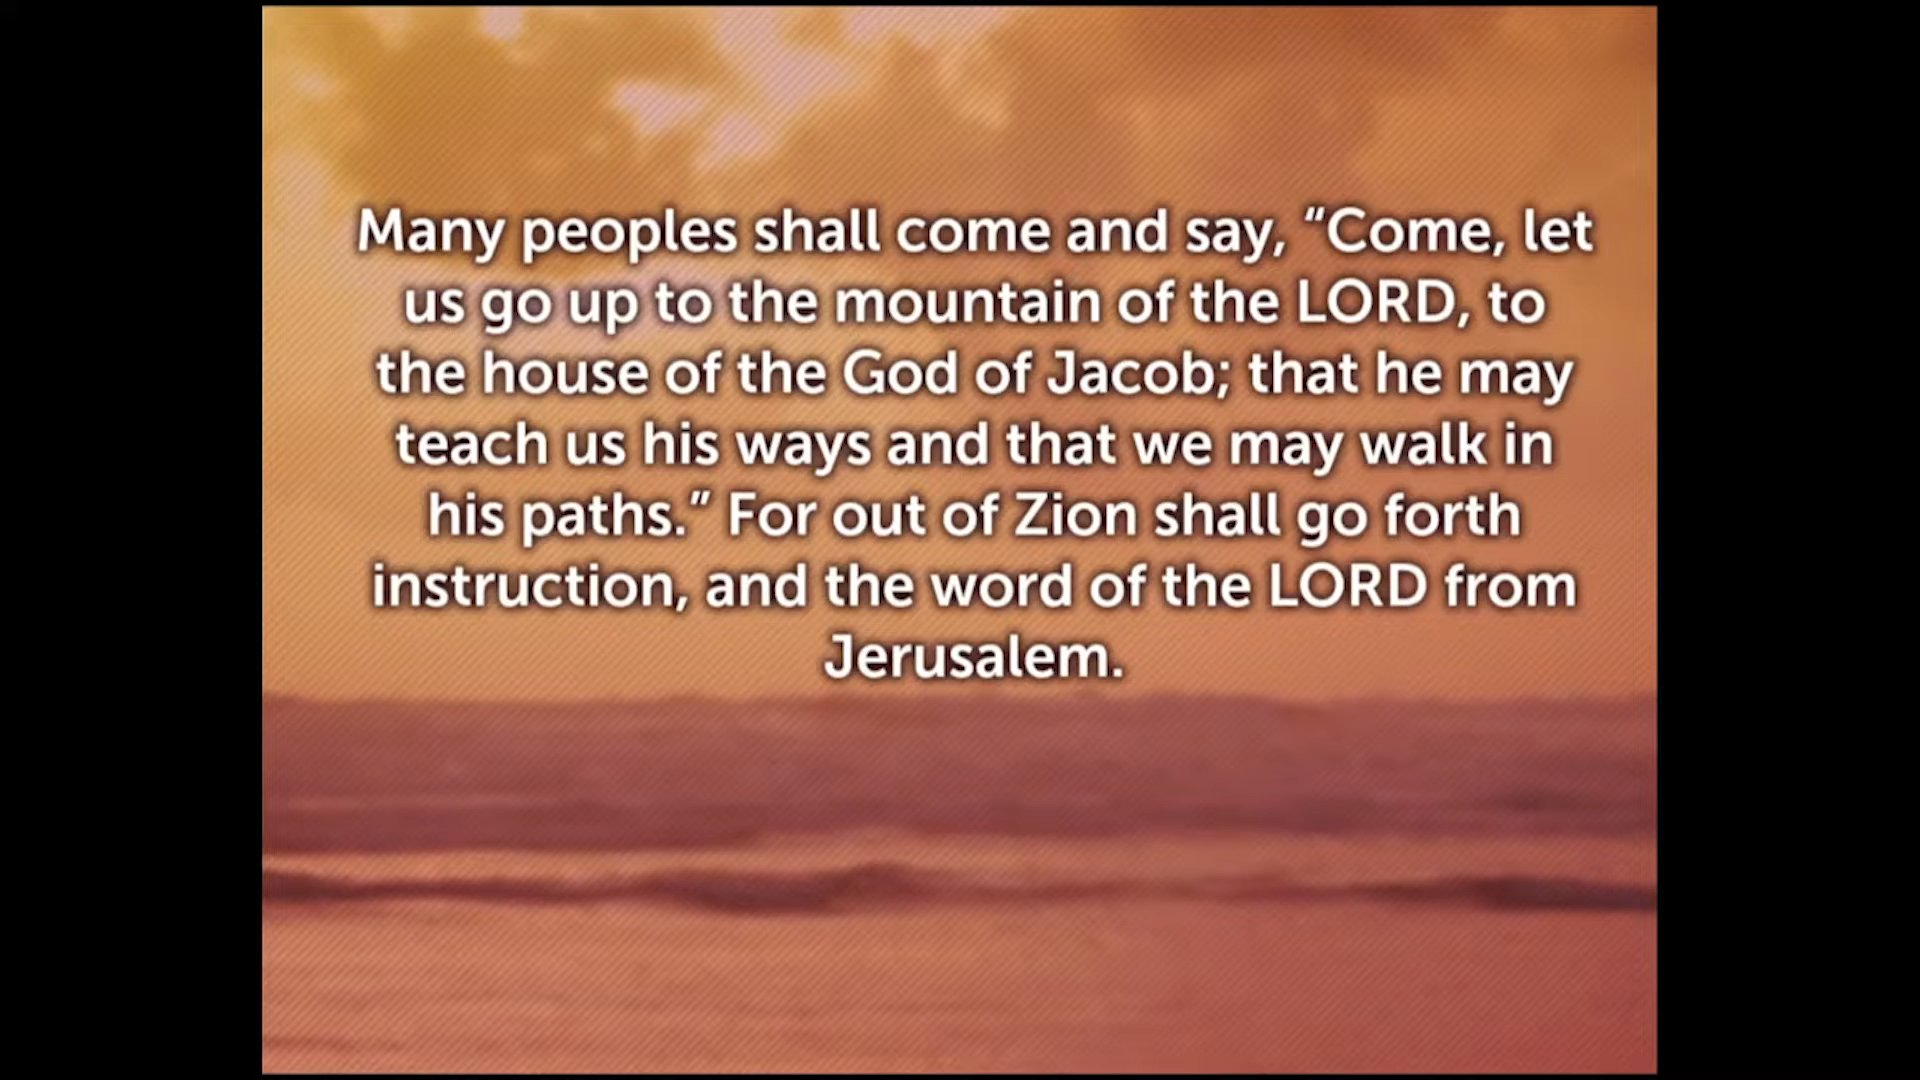 Many peoples shall come and say, “Come, let
us go up to the mountain of the LORD, to
the house of the God of Jacob; that he may
teach us his ways and that we may walk in
his paths.” For out of Zion shall go forth
instruction, and the word of the LORD from
Jerusalem.